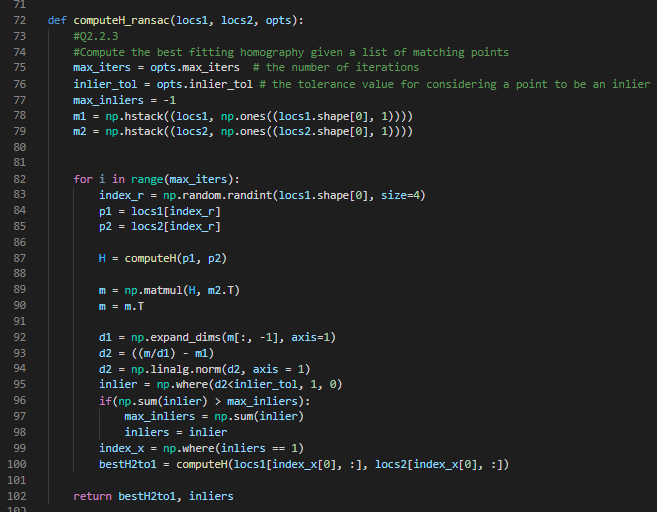 71
72 def computeH_ransac(locs1, locs2, opts):
73 #Q2.2.3
74 #Compute the best fitting homography given a list of matching points
75 max_iters = opts.max_iters # the number of iterations
76 inlier_tol = opts.inlier_tol # the tolerance value for considering a point to be an inlier
77 max_inliers = -1
78 m1 = np.hstack((locs1, np.ones((locs1.shape[0], 1))))
79 m2 = np.hstack((locs2, np.ones((locs2.shape[0], 1))))
80
81
82 for i in range(max_iters):
83 index_r = np.random.randint(locs1.shape[0], size=4)
84 p1 = locs1[index_r]
85 p2 = locs2[index_r]
86
87 H = computeH(p1, p2)
88
89 m = np.matmul(H, m2.T)
90 m = m.T
91
92 d1 = np.expand_dims(m[:, -1], axis=1)
93 d2 = ((m/d1) - m1)
94 d2 = np.linalg.norm(d2, axis = 1)
95 inlier = np.where(d2<inlier_tol, 1, 0)
96 if(np.sum(inlier) > max_inliers):
97 max_inliers = np.sum(inlier)
98 inliers = inlier
99 index_x = np.where(inliers == 1)
100 bestH2to1 = computeH(locs1[index_x[0], :], locs2[index_x[0], :])
101
102 return bestH2to1, inliers
103